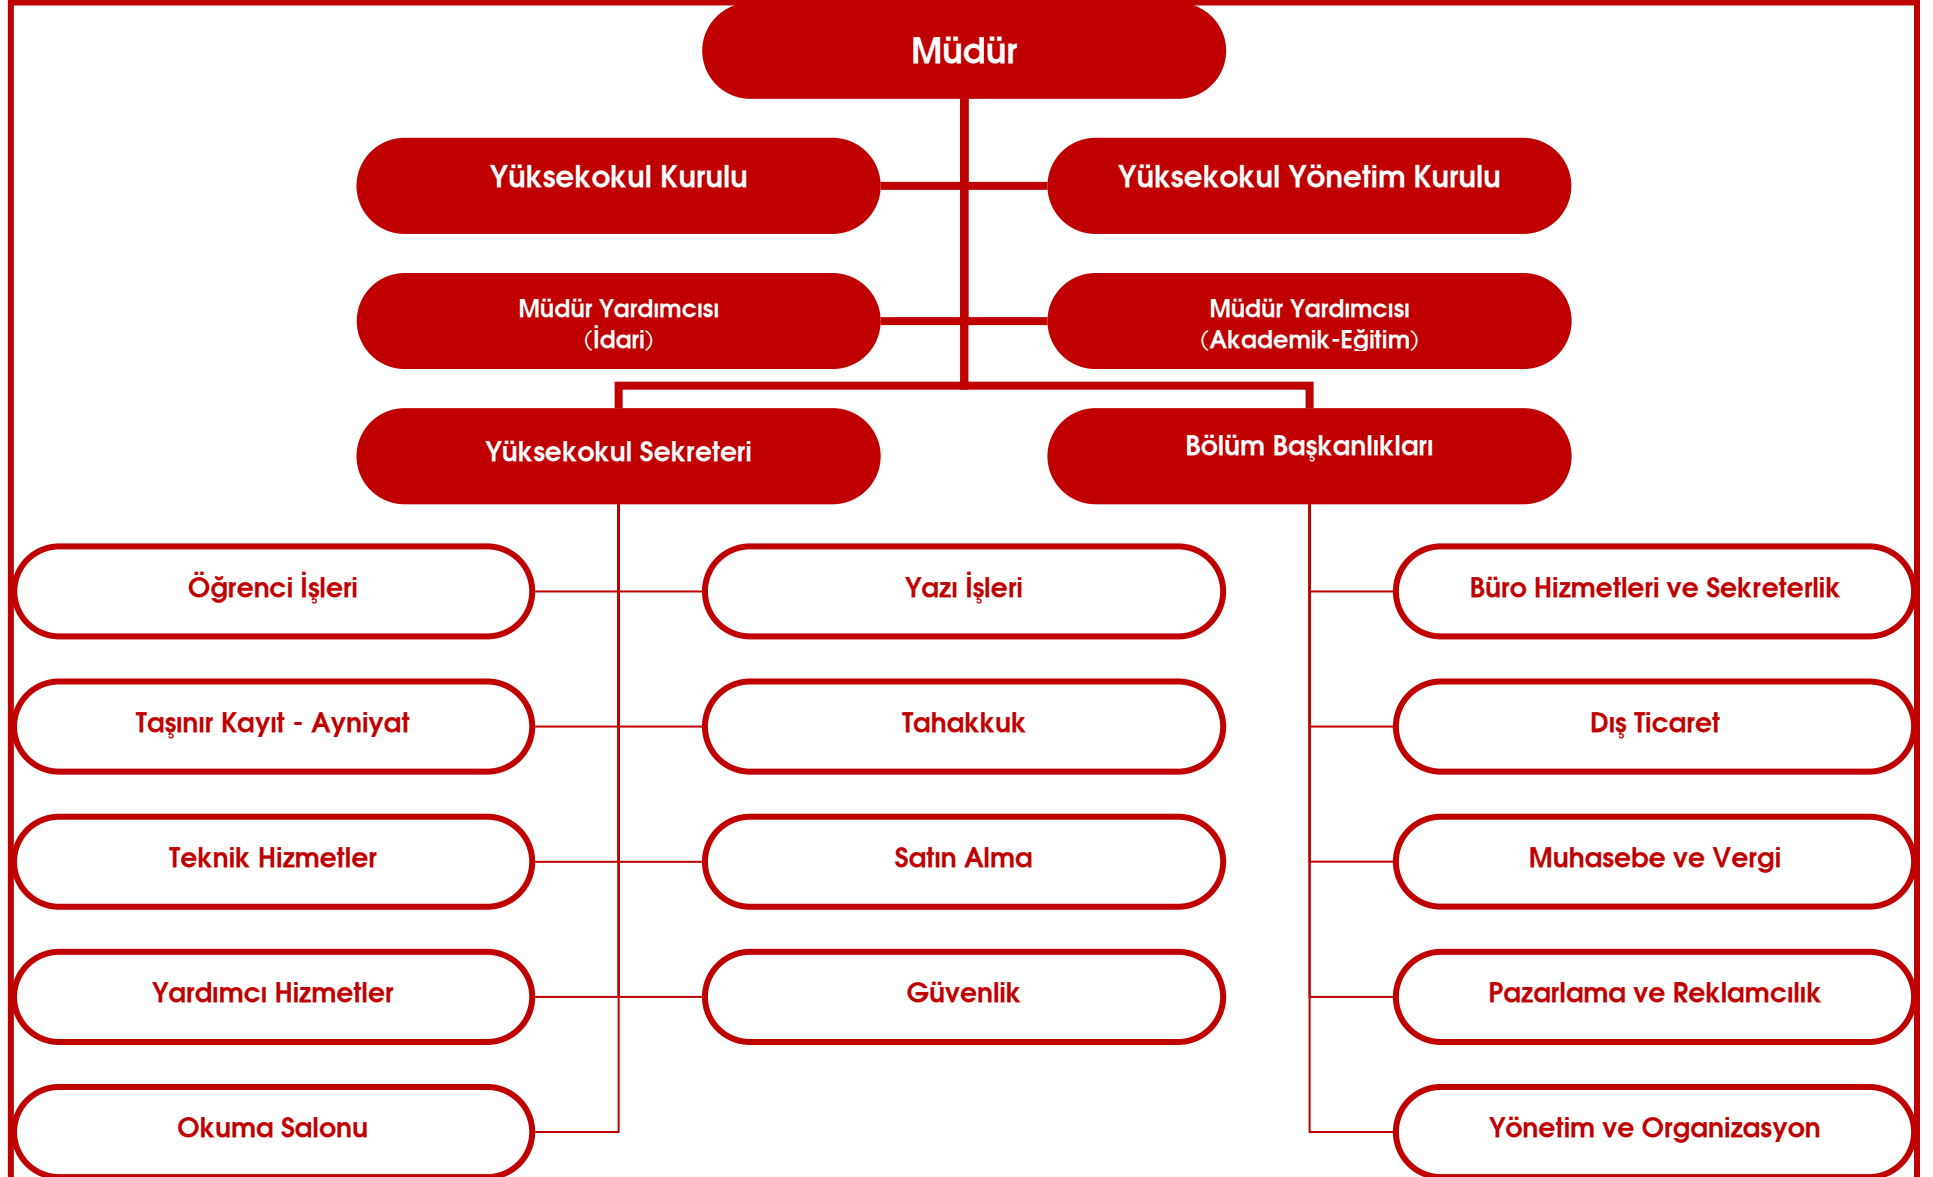 Müdür
Yüksekokul Kurulu
Yüksekokul Yönetim Kurulu
Müdür Yardımcısı
(İdari)
Müdür Yardımcısı
(Akademik-Eğitim)
Yüksekokul Sekreteri
Bölüm Başkanlıkları
Öğrenci İşleri
Yazı İşleri
Büro Hizmetleri ve Sekreterlik
Taşınır Kayıt - Ayniyat
Tahakkuk
Dış Ticaret
Teknik Hizmetler
Satın Alma
Muhasebe ve Vergi
Yardımcı Hizmetler
Güvenlik
Pazarlama ve Reklamcılık
Okuma Salonu
Yönetim ve Organizasyon